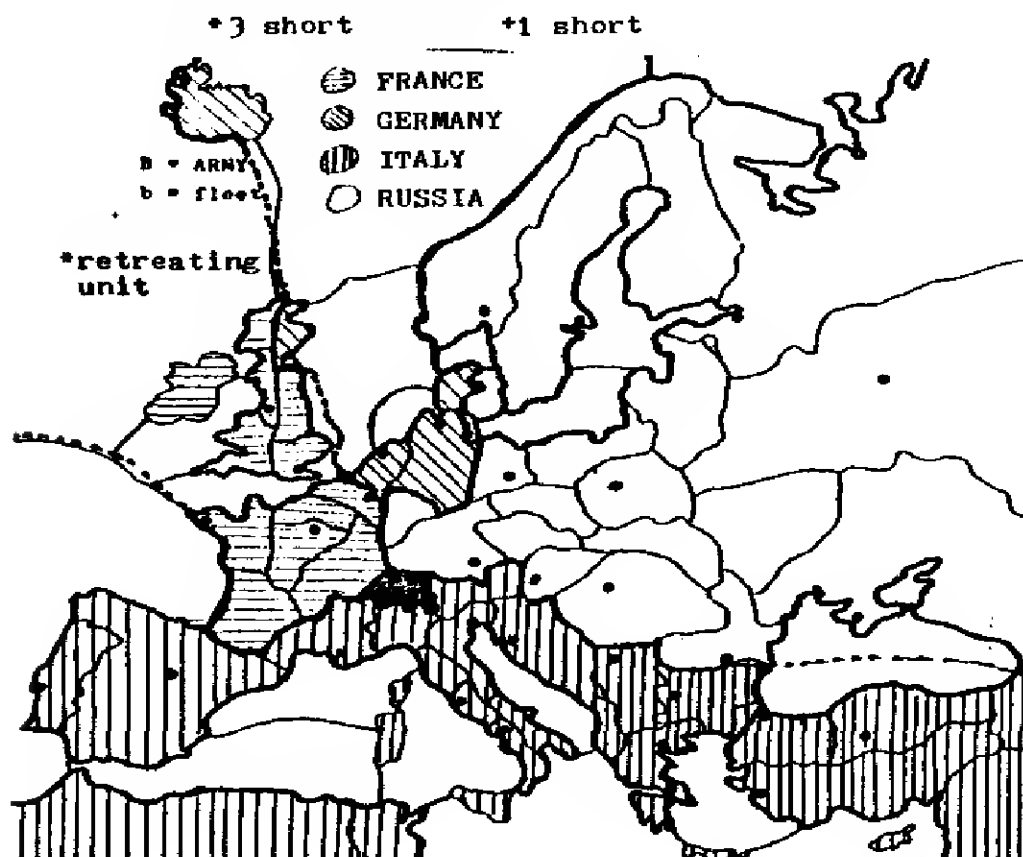 *3 short +1 short
FRANCE
GERMANY
B = ARMY
ITALY
b = fleet
RUSSIA
*retreating
unit